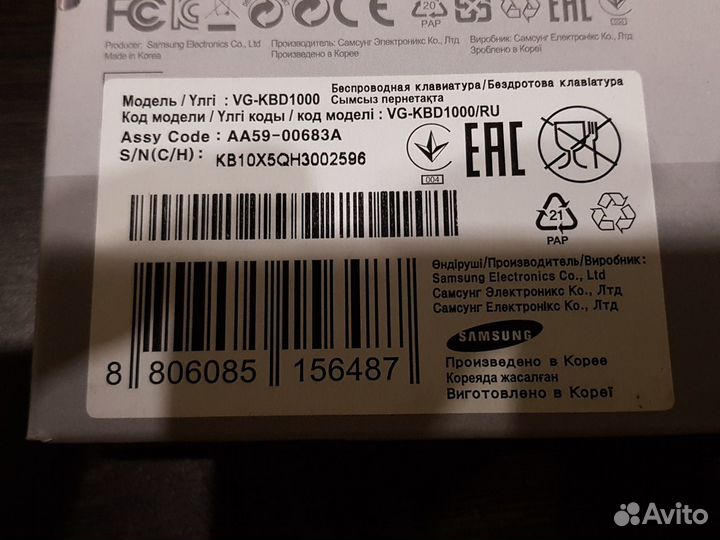 FC
20
PAP
EAC
Producer: Samsung Electronics Co., Ltd
Made in Korea
Производитель: Самсунг Электроникс Ко., Лтд
Произведено в Корее
Виробник: Самсунг Електронікс Ко., Лтд
Зроблено в Кореї
Модель / Үлгі : VG-KBD1000
Беспроводная клавиатура/Бездротова клавіатура/
Сымсыз пернетақта
Код модели / Үлгі коды / код моделі : VG-KBD1000/RU
Assy Code : AA59-00683A
S/N(C/H): KB10X5QH3002596
004
EAC
21
PAP
Өндіруші/Производитель/Виробник :
Samsung Electronics Co., Ltd
Самсунг Электроникс Ко., Лтд
Самсунг Електронікс Ко., Лтд
SAMSUNG
Произведено в Корее
Кореяда жасалған
Виготовлено в Кореї
8 806085 156487
Avito